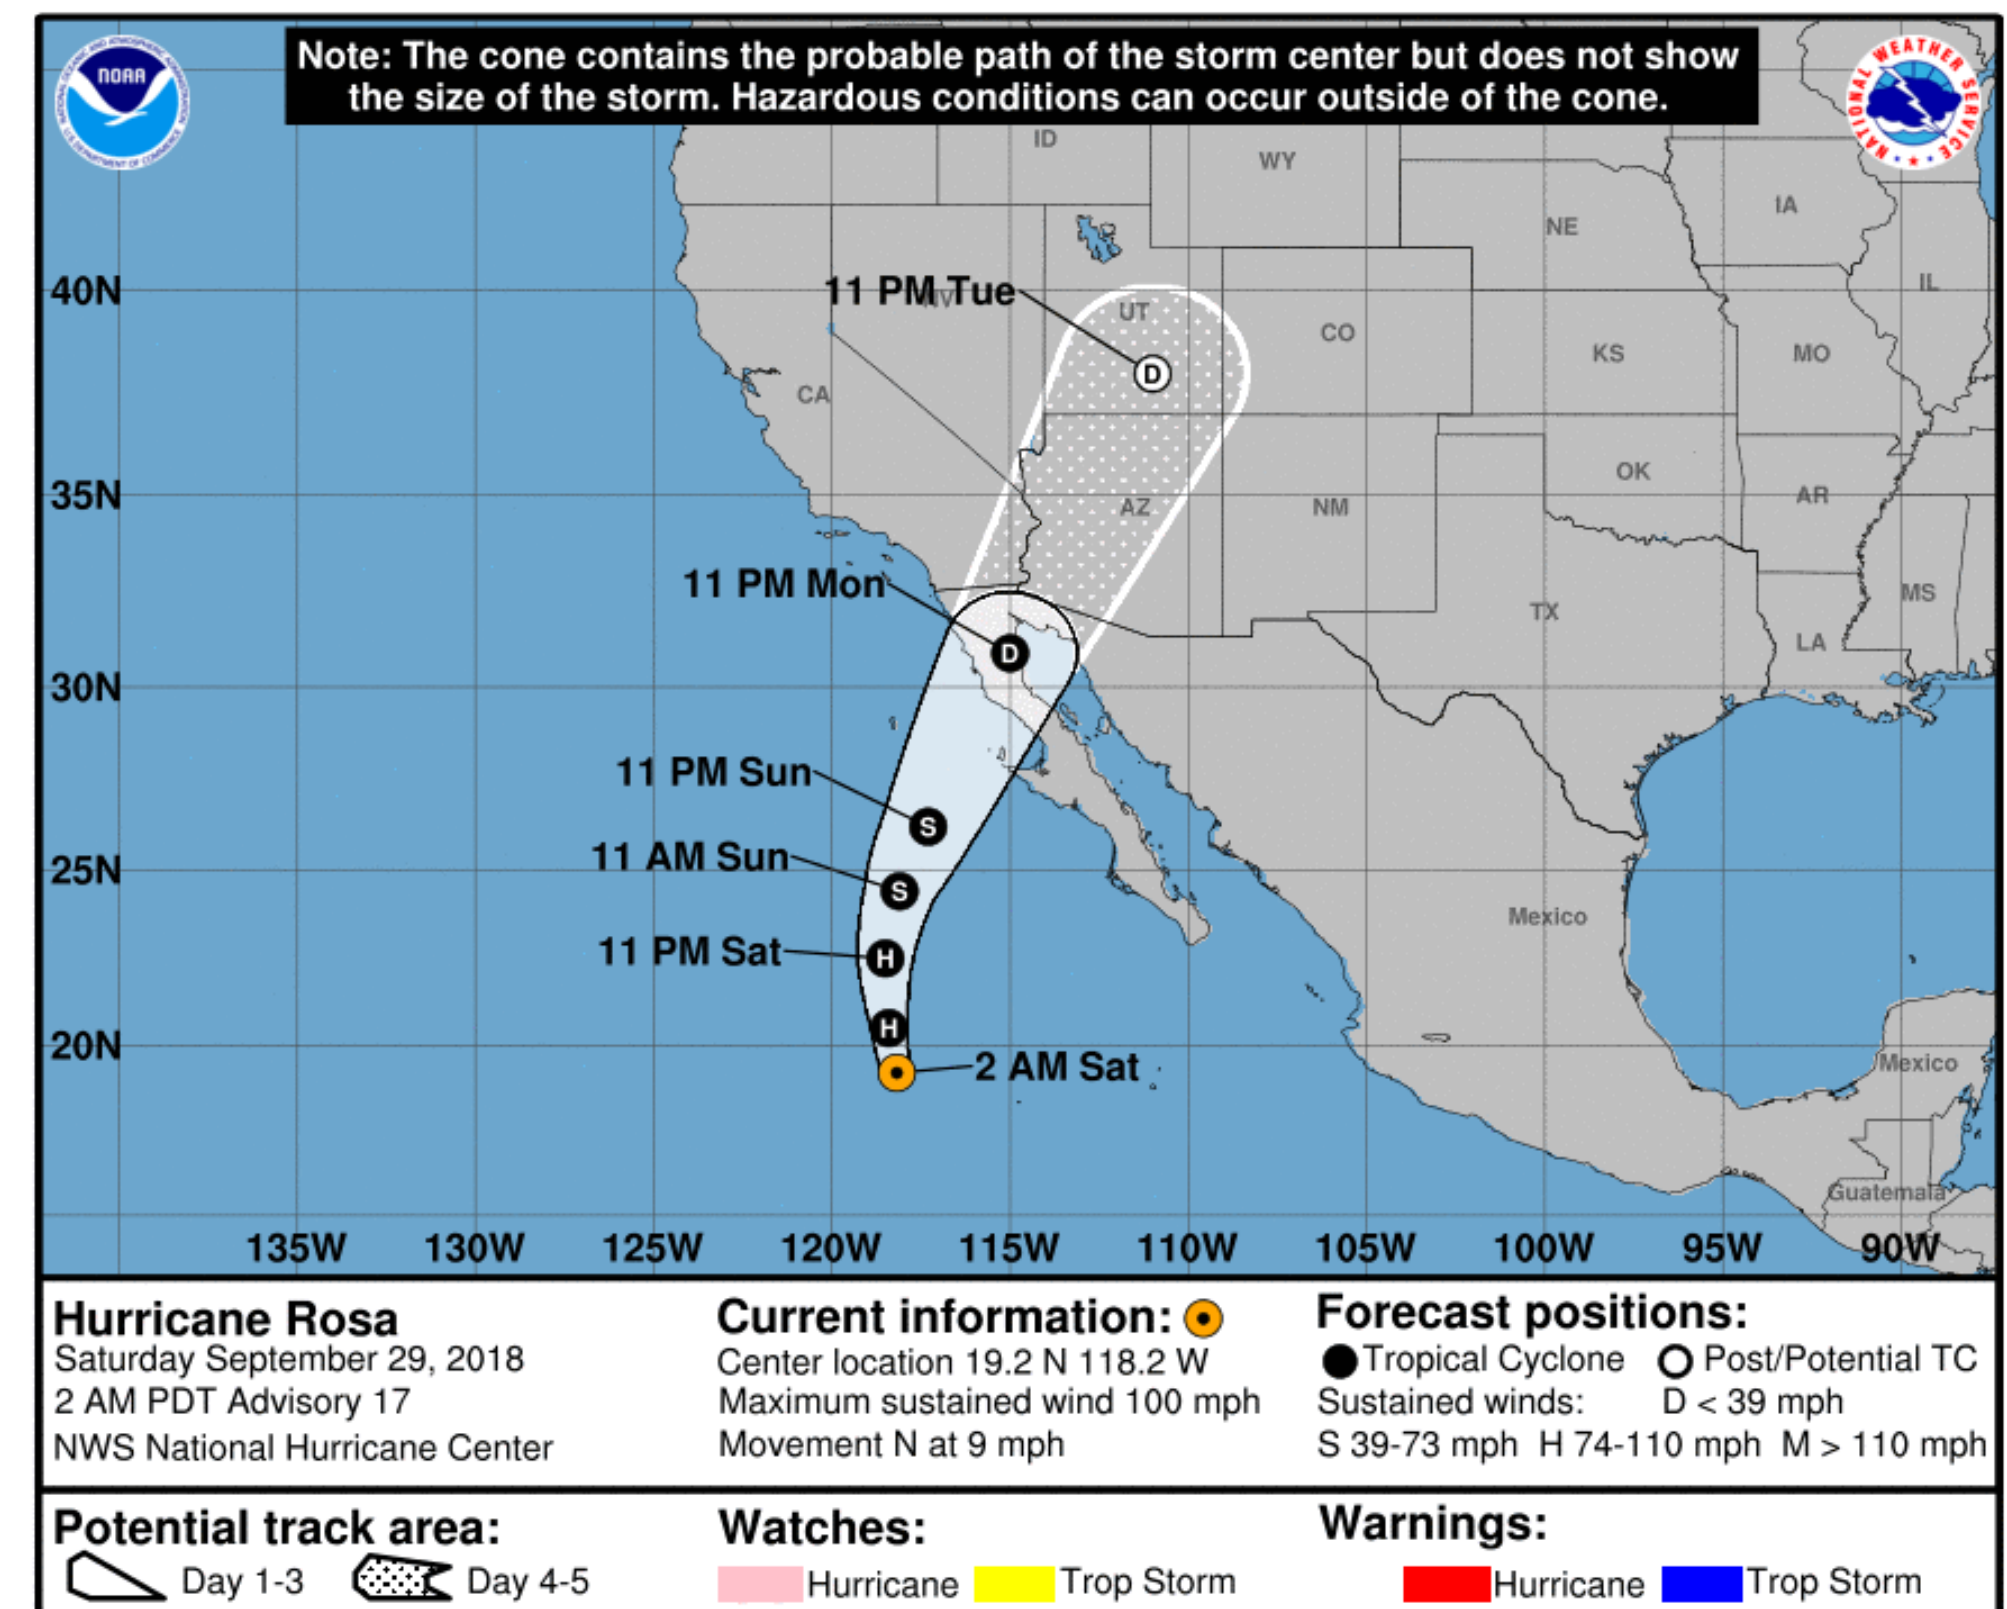 Note: The cone contains the probable path of the storm center but does not show
the size of the storm. Hazardous conditions can occur outside of the cone.
NOAA
NATIONAL WEATHER SERVICE
ID
WY
IA
NE
IL
40N
11 PM Tue
NV
UT
CO
KS
MO
D
CA
OK
35N
AZ
NM
AR
11 PM Mon
MS
TX
LA
D
30N
11 PM Sun
S
11 AM Sun
25N
S
Mexico
11 PM Sat
H
H
20N
2 AM Sat
Mexico
Guatemala
135W 130W 125W 120W 115W 110W 105W 100W 95W 90W
Hurricane Rosa
Saturday September 29, 2018
2 AM PDT Advisory 17
NWS National Hurricane Center
Current information:
Center location 19.2 N 118.2 W
Maximum sustained wind 100 mph
Movement N at 9 mph
Forecast positions:
Tropical Cyclone Post/Potential TC
Sustained winds: D < 39 mph
S 39-73 mph H 74-110 mph M > 110 mph
Potential track area:
Day 1-3 Day 4-5
Watches:
Hurricane Trop Storm
Warnings:
Hurricane Trop Storm